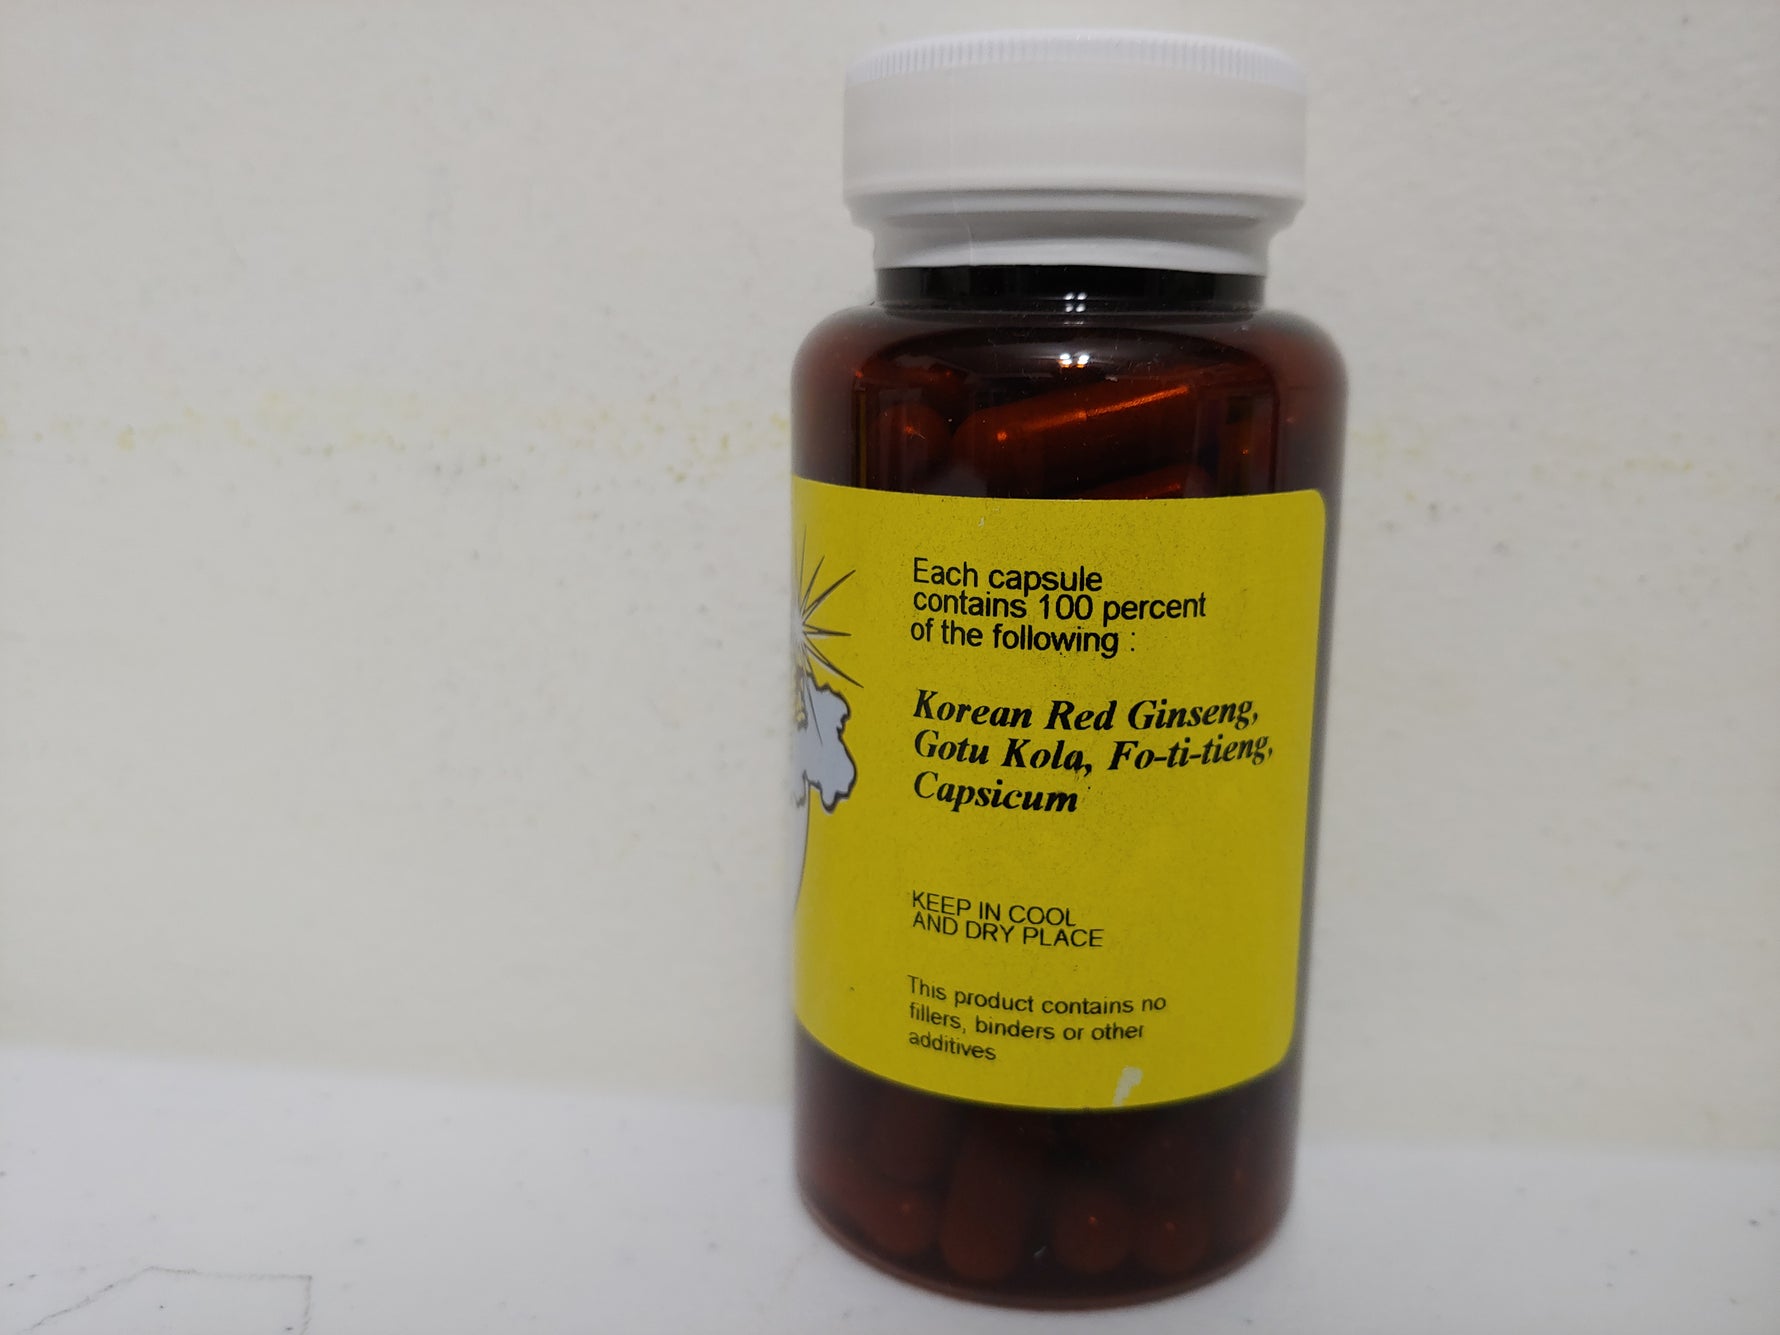 Each capsule
contains 100 percent
of the following :
Korean Red Ginseng,
Gotu Kola, Fo-ti-tieng,
Capsicum
KEEP IN COOL
AND DRY PLACE
This product contains no
fillers, binders or other
additives